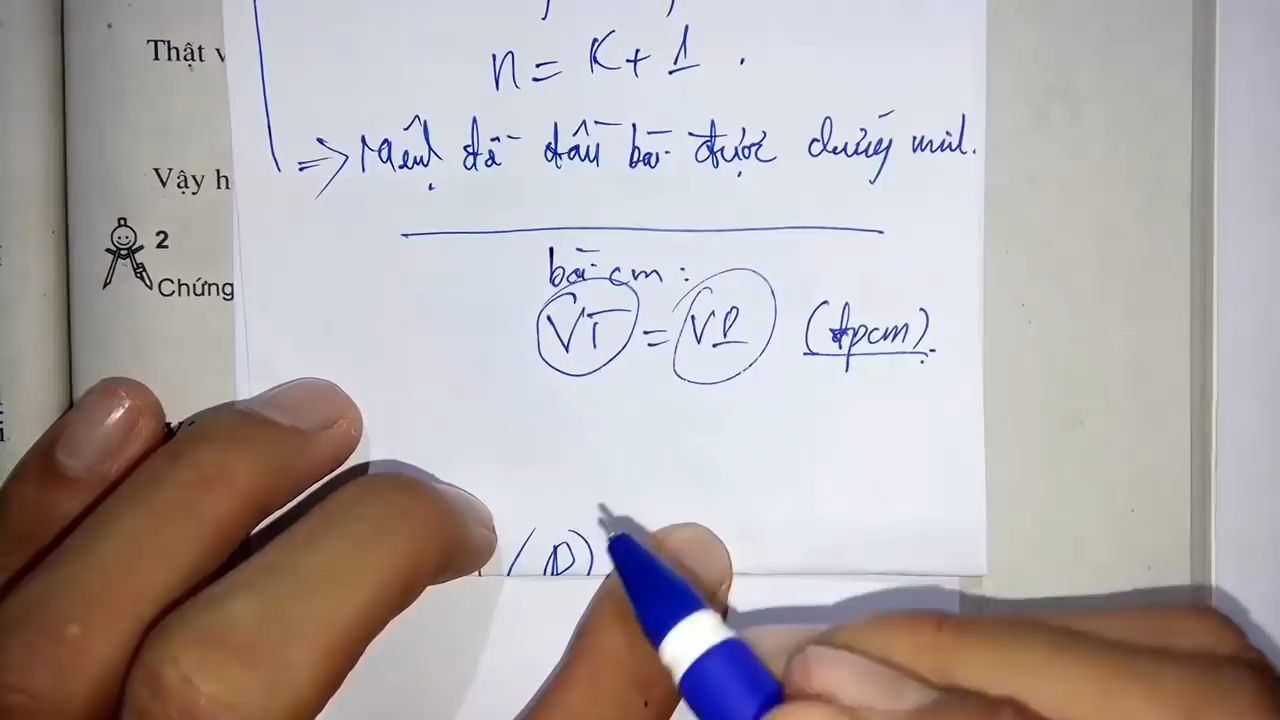 Thật v
n = K + 1 .
=> Mệnh đề đầu bài được chứng minh.
Vậy h
2
bài cm :
Chứng
VT = VP (đpcm).